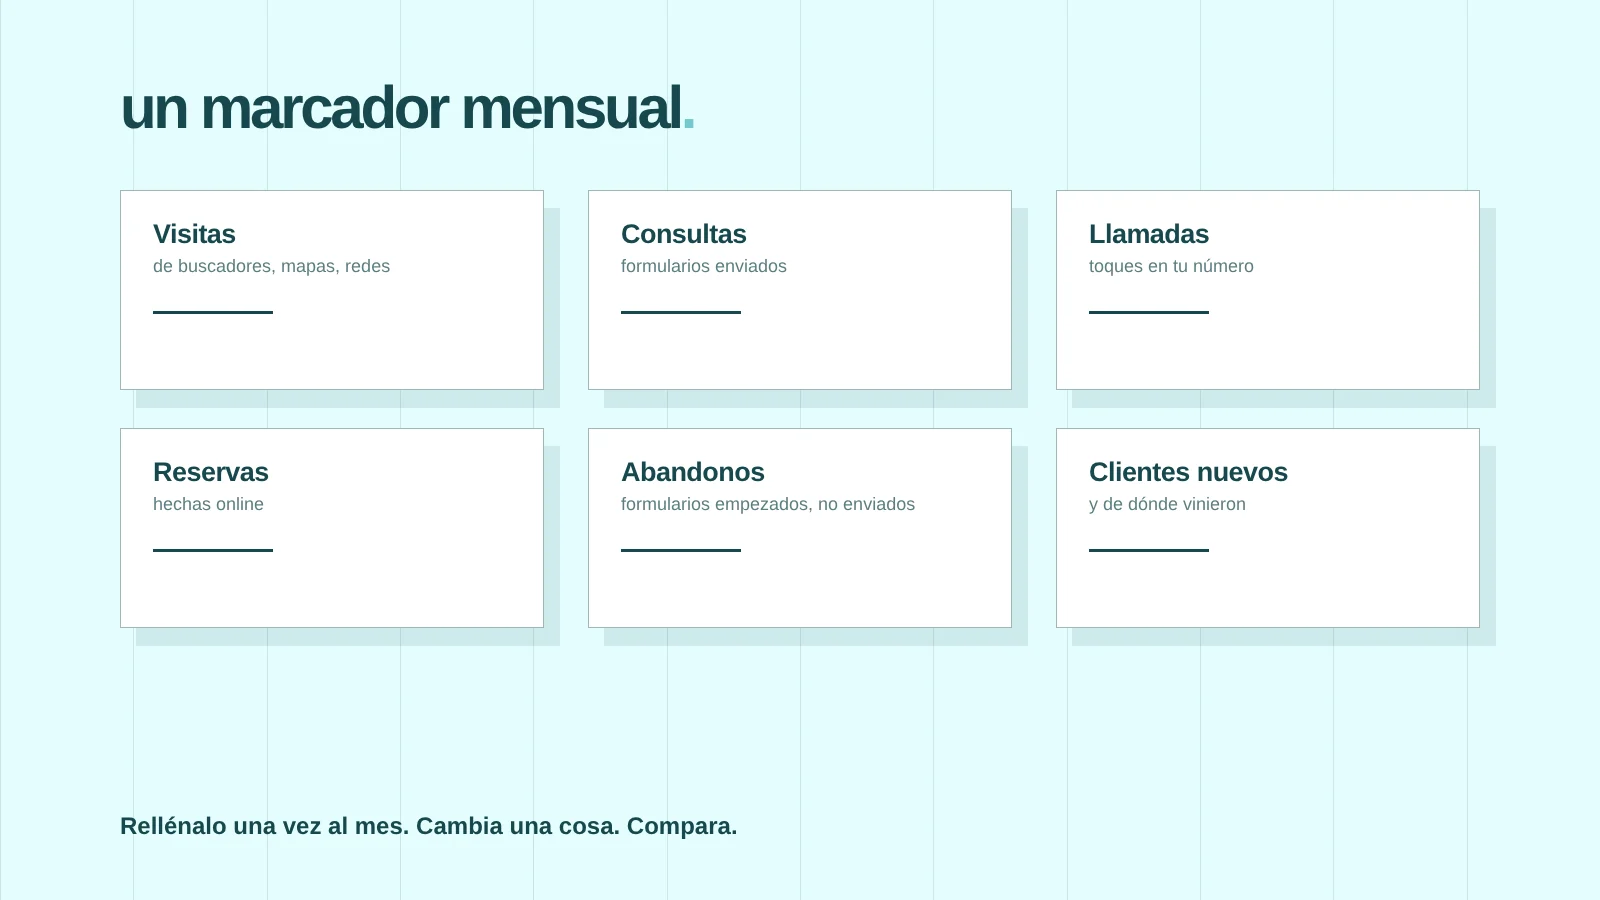 un marcador mensual.
Visitas
de buscadores, mapas, redes
Consultas
formularios enviados
Llamadas
toques en tu número
Reservas
hechas online
Abandonos
formularios empezados, no enviados
Clientes nuevos
y de dónde vinieron
Rellénalo una vez al mes. Cambia una cosa. Compara.